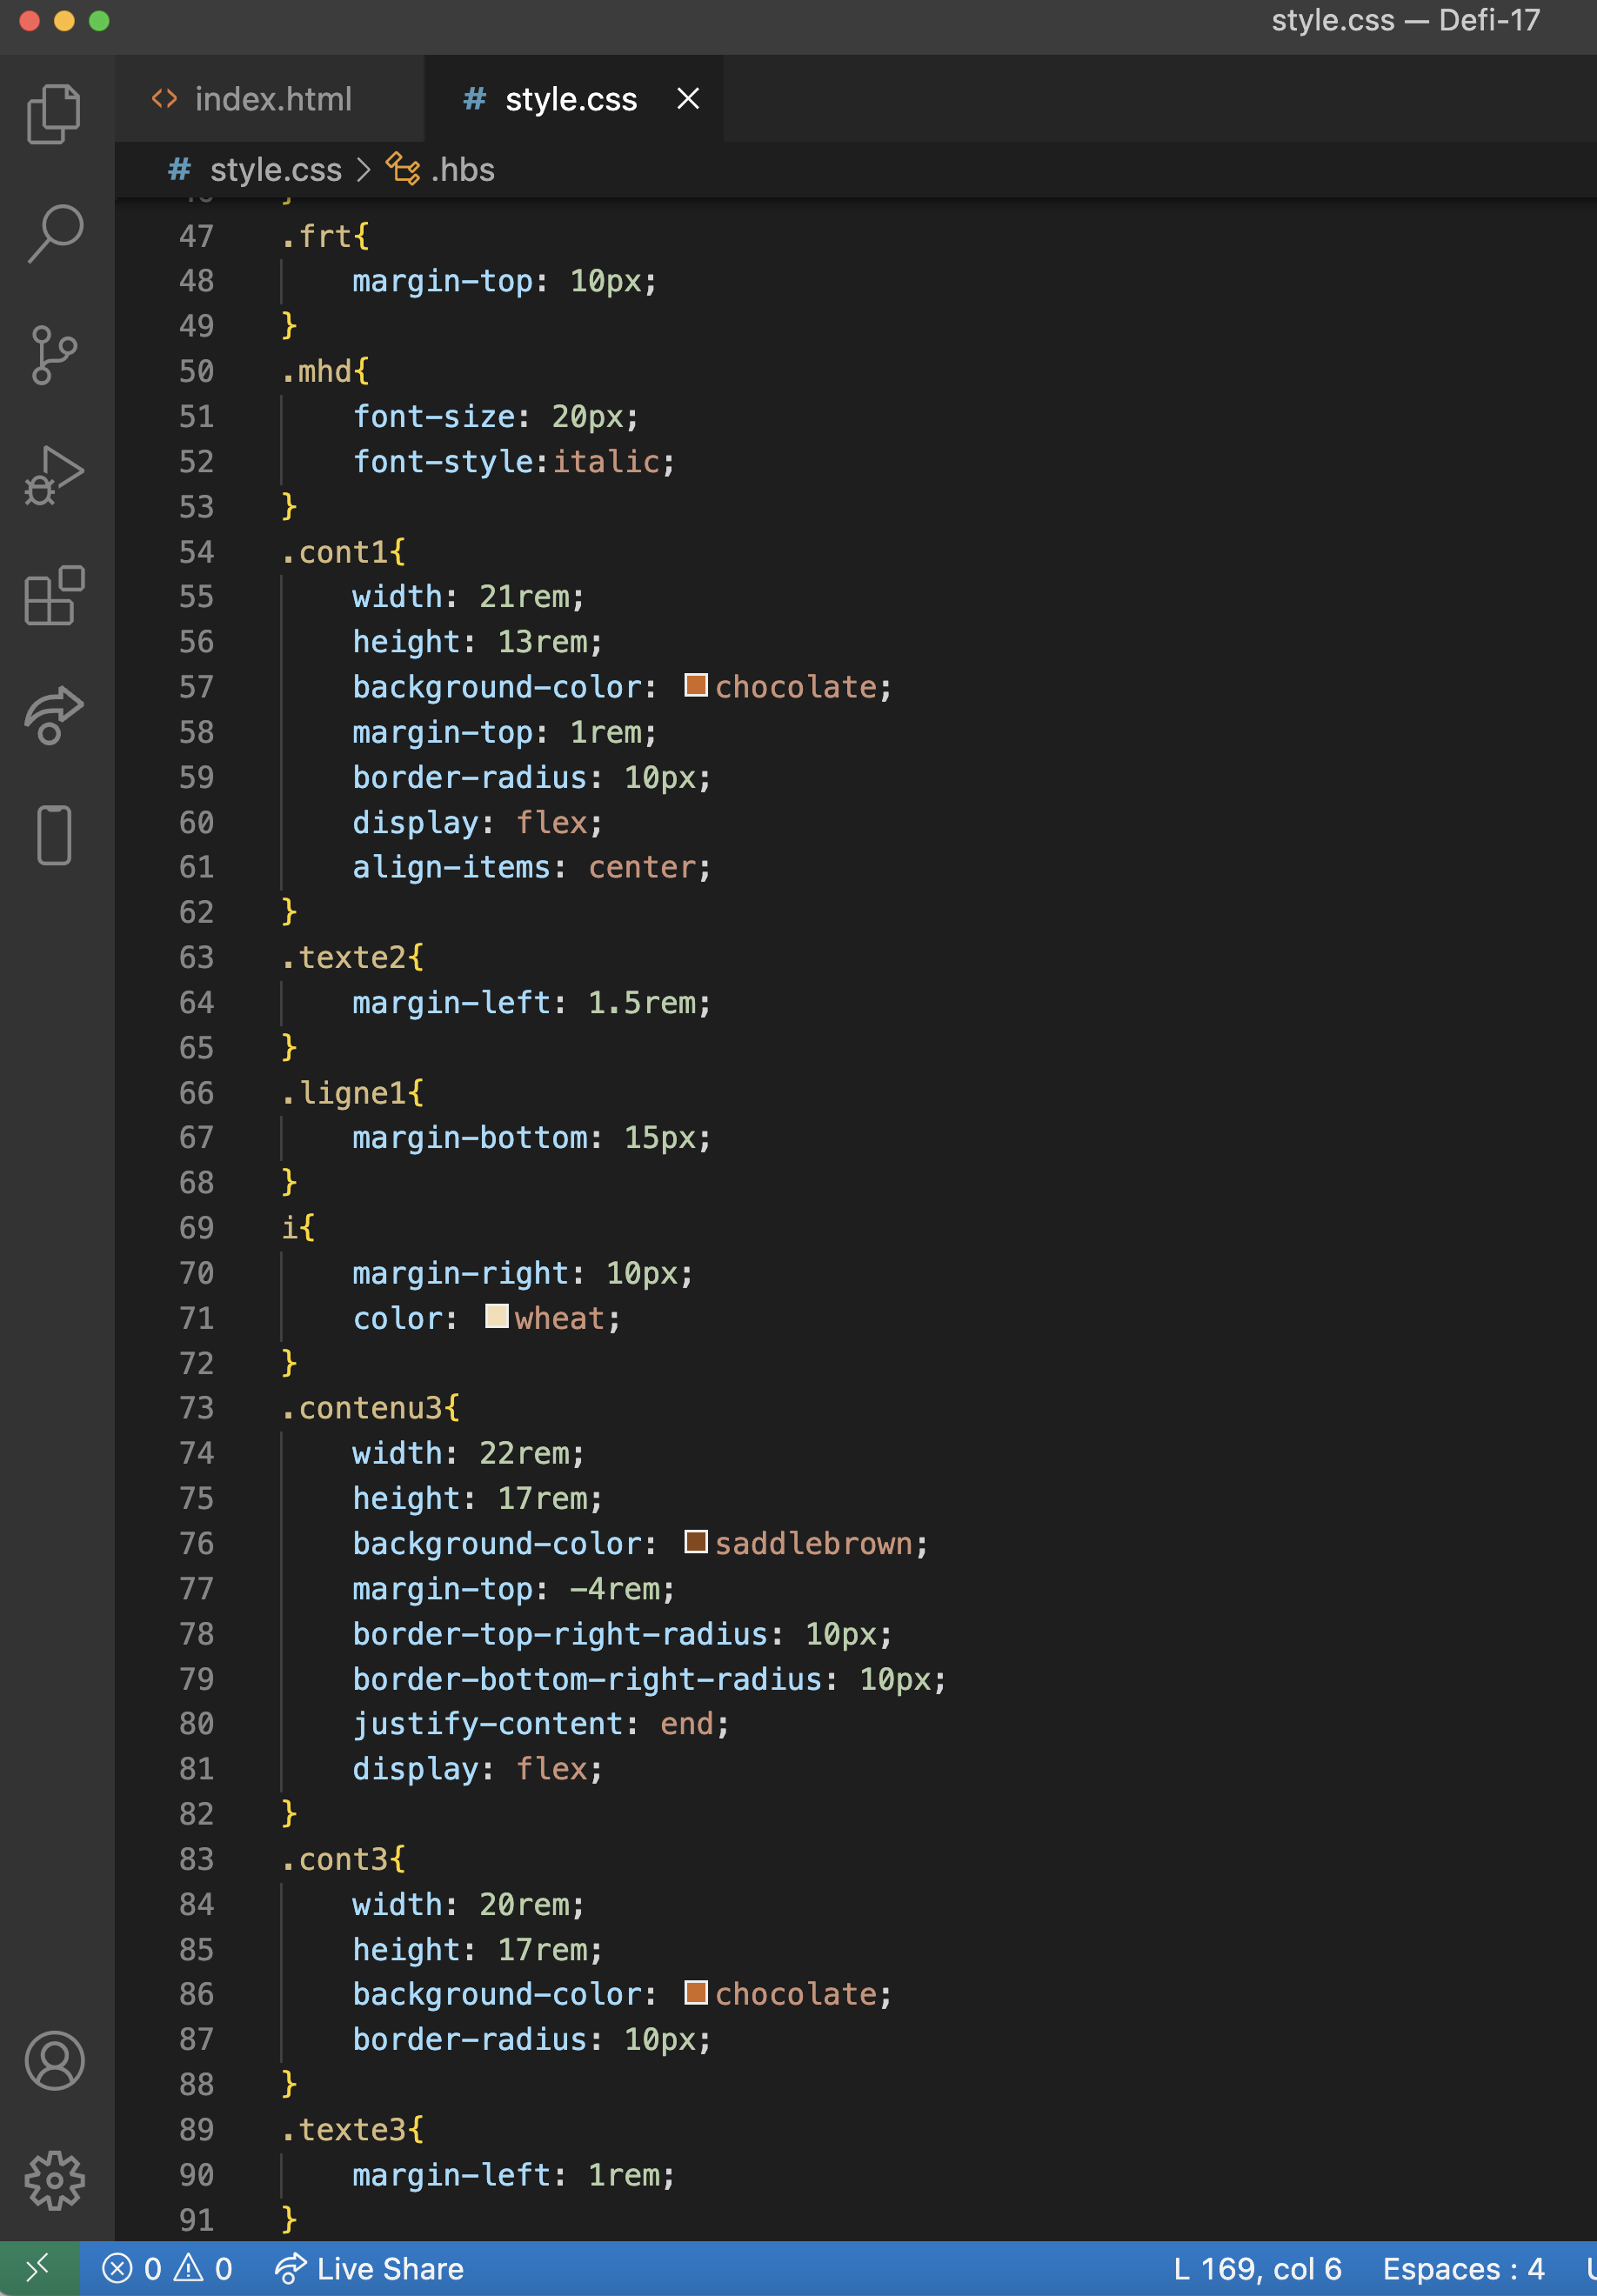 style.css — Defi-17
index.html
# style.css
# style.css > .hbs
}
47 .frt{
48 margin-top: 10px;
49 }
50 .mhd{
51 font-size: 20px;
52 font-style:italic;
53 }
54 .cont1{
55 width: 21rem;
56 height: 13rem;
57 background-color: chocolate;
58 margin-top: 1rem;
59 border-radius: 10px;
60 display: flex;
61 align-items: center;
62 }
63 .texte2{
64 margin-left: 1.5rem;
65 }
66 .ligne1{
67 margin-bottom: 15px;
68 }
69 i{
70 margin-right: 10px;
71 color: wheat;
72 }
73 .contenu3{
74 width: 22rem;
75 height: 17rem;
76 background-color: saddlebrown;
77 margin-top: -4rem;
78 border-top-right-radius: 10px;
79 border-bottom-right-radius: 10px;
80 justify-content: end;
81 display: flex;
82 }
83 .cont3{
84 width: 20rem;
85 height: 17rem;
86 background-color: chocolate;
87 border-radius: 10px;
88 }
89 .texte3{
90 margin-left: 1rem;
91 }
0 0 Live Share L 169, col 6 Espaces : 4